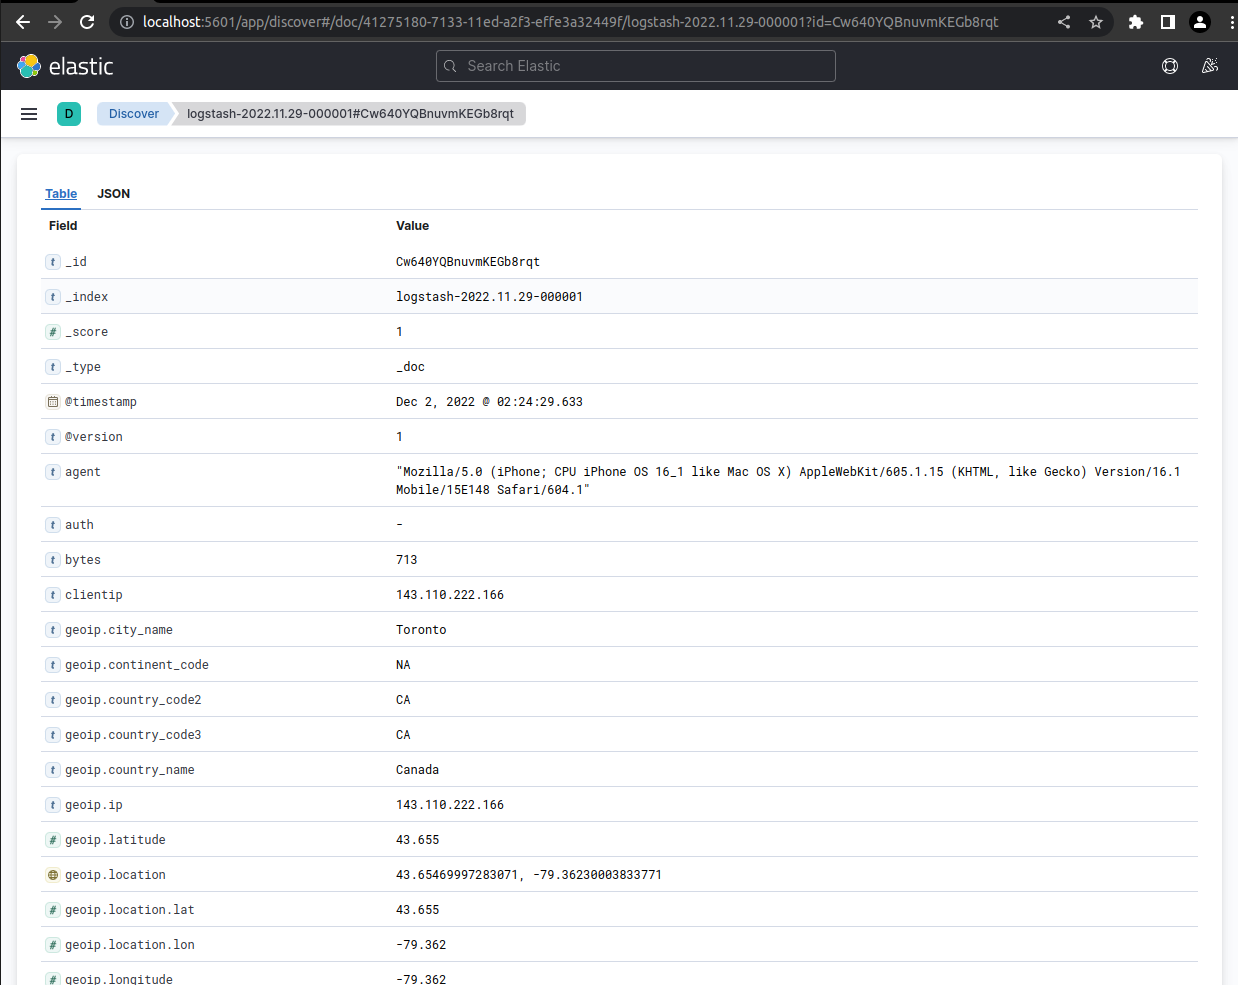 localhost:5601/app/discover#/doc/41275180-7133-11ed-a2f3-effe3a32449f/logstash-2022.11.29-000001?id=Cw640YQBnuvmKEGb8rqt
elastic
Search Elastic
D
Discover
logstash-2022.11.29-000001#Cw640YQBnuvmKEGb8rqt
Table JSON
Field Value
t _id Cw640YQBnuvmKEGb8rqt
t _index logstash-2022.11.29-000001
# _score 1
t _type _doc
@timestamp Dec 2, 2022 @ 02:24:29.633
t @version 1
t agent "Mozilla/5.0 (iPhone; CPU iPhone OS 16_1 like Mac OS X) AppleWebKit/605.1.15 (KHTML, like Gecko) Version/16.1
Mobile/15E148 Safari/604.1"
t auth -
t bytes 713
t clientip 143.110.222.166
t geoip.city_name Toronto
t geoip.continent_code NA
t geoip.country_code2 CA
t geoip.country_code3 CA
t geoip.country_name Canada
t geoip.ip 143.110.222.166
# geoip.latitude 43.655
geoip.location 43.65469997283071, -79.36230003833771
# geoip.location.lat 43.655
# geoip.location.lon -79.362
# geoip.longitude -79.362